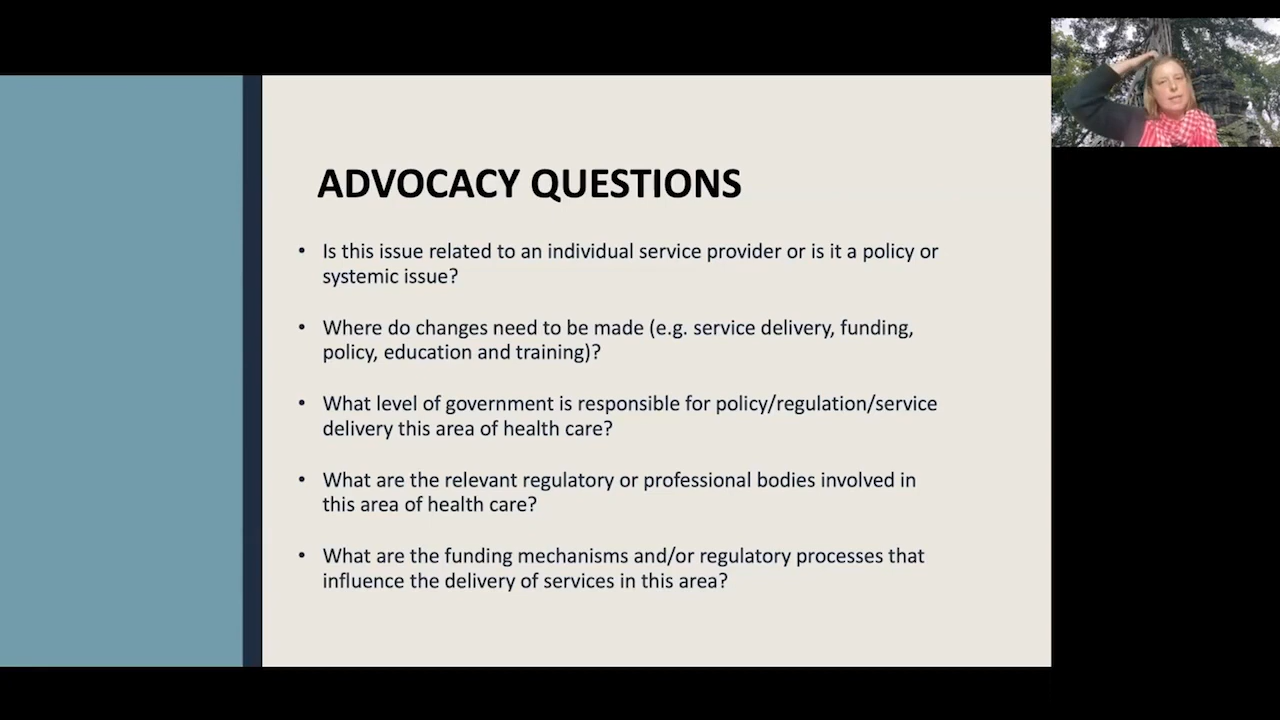 ADVOCACY QUESTIONS
• Is this issue related to an individual service provider or is it a policy or
systemic issue?
• Where do changes need to be made (e.g. service delivery, funding,
policy, education and training)?
• What level of government is responsible for policy/regulation/service
delivery this area of health care?
• What are the relevant regulatory or professional bodies involved in
this area of health care?
• What are the funding mechanisms and/or regulatory processes that
influence the delivery of services in this area?